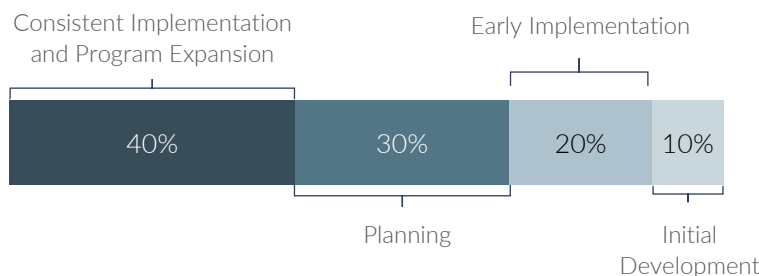 Consistent Implementation
and Program Expansion
Early Implementation
40%
30%
20%
10%
Planning
Initial
Development